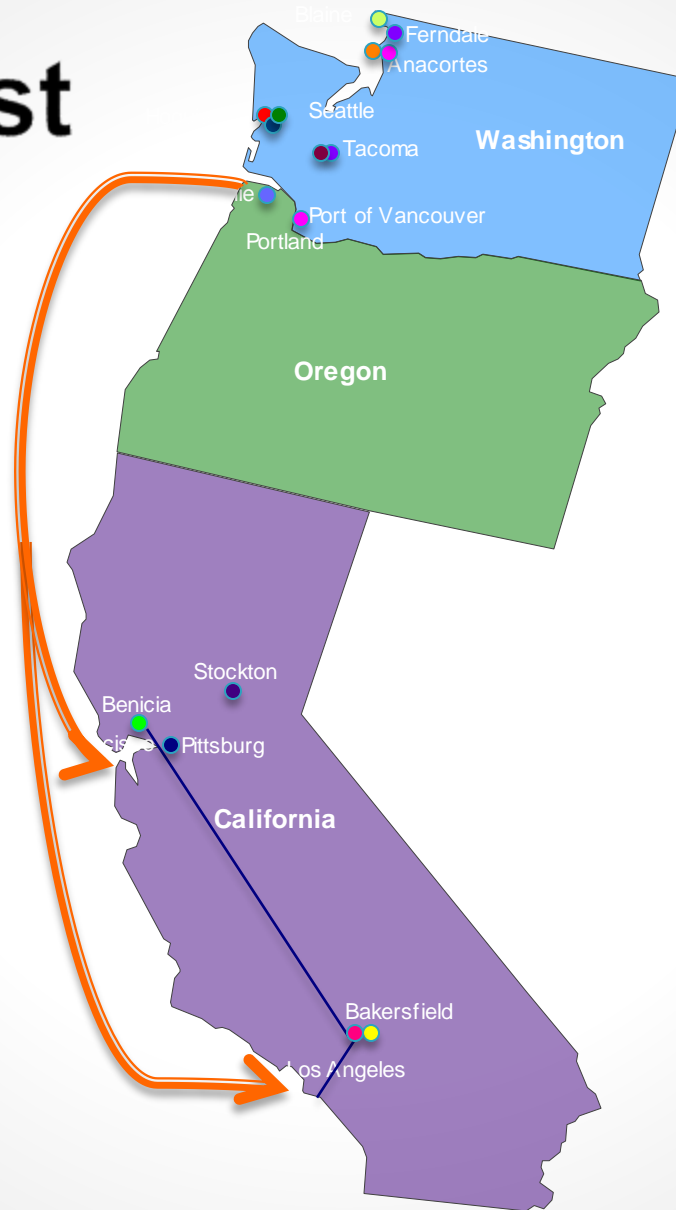 st
Blaine
Ferndale
Anacortes
Seattle
Washington
Tacoma
Port of Vancouver
Portland
Oregon
Stockton
Benicia
Pittsburg
California
Bakersfield
Los Angeles